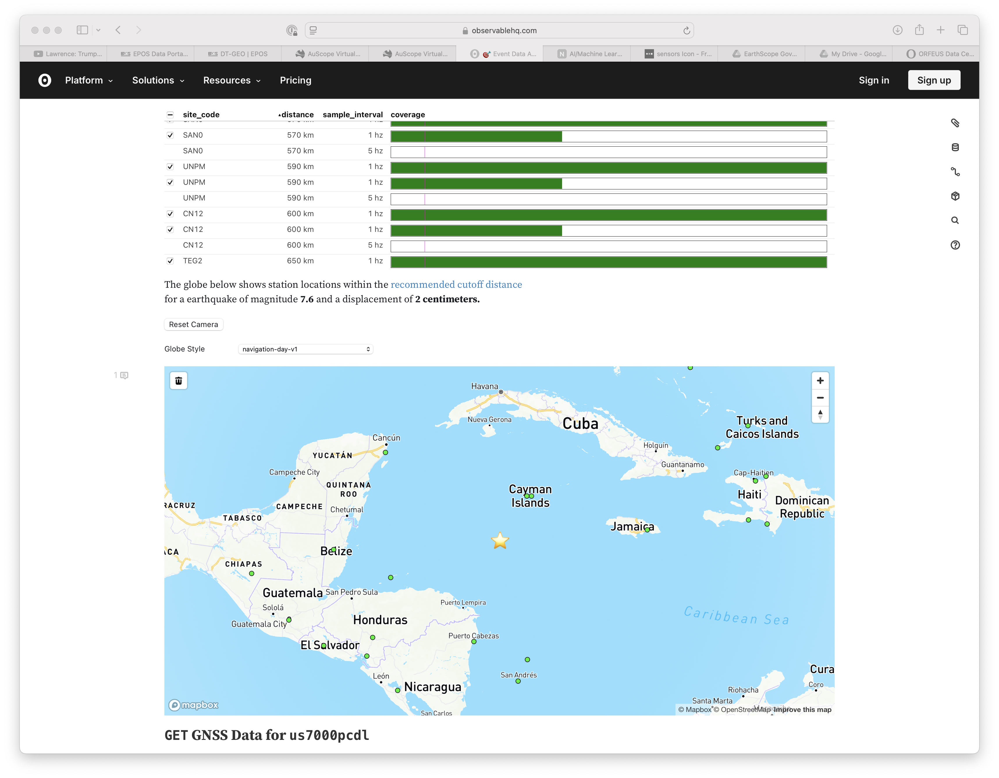 observablehq.com
Lawrence: Trump...
EPOS Data Porta...
DT-GEO | EPOS
AuScope Virtual...
AuScope Virtual...
Event Data A...
AI/Machine Lear...
sensors Icon - Fr...
EarthScope Gov...
My Drive - Googl...
ORFEUS Data Ce...
Platform
Solutions
Resources
Pricing
Sign in
Sign up
site_code distance sample_interval coverage
SAN0 570 km 1 hz
SAN0 570 km 5 hz
UNPM 590 km 1 hz
UNPM 590 km 1 hz
UNPM 590 km 5 hz
CN12 600 km 1 hz
CN12 600 km 1 hz
CN12 600 km 5 hz
TEG2 650 km 1 hz
The globe below shows station locations within the recommended cutoff distance
for a earthquake of magnitude 7.6 and a displacement of 2 centimeters.
Reset Camera
Globe Style navigation-day-v1
1
Havana
Nueva Gerona
Cuba
Turks and
Caicos Islands
Cancún
Holguín
YUCATÁN
Guantanamo
Campeche City
Cap-Haitien
QUINTANA
ROO
Cayman
Islands
Haiti
Dominican
Republic
RACRUZ
CAMPECHE
Chetumal
TABASCO
Jamaica
Belize
ACA
CHIAPAS
Guatemala
San Pedro Sula
Puerto Lempira
Sololá
Caribbean Sea
Guatemala City
Honduras
Puerto Cabezas
El Salvador
Cura
León
San Andrés
Nicaragua
Coro
Riohacha
Santa Marta
San Carlos
mapbox
© Mapbox © OpenStreetMap Improve this map
GET GNSS Data for us7000pcdl